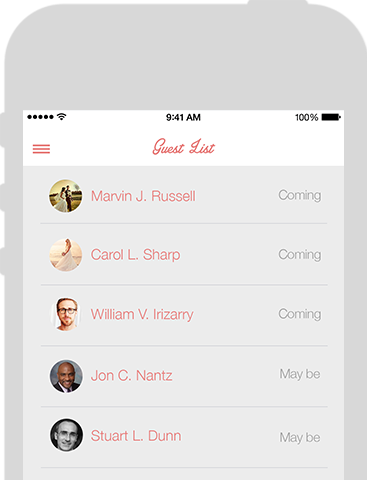 9:41 AM 100%
Guest List
Marvin J. Russell Coming
Carol L. Sharp Coming
William V. Irizarry Coming
Jon C. Nantz May be
Stuart L. Dunn May be